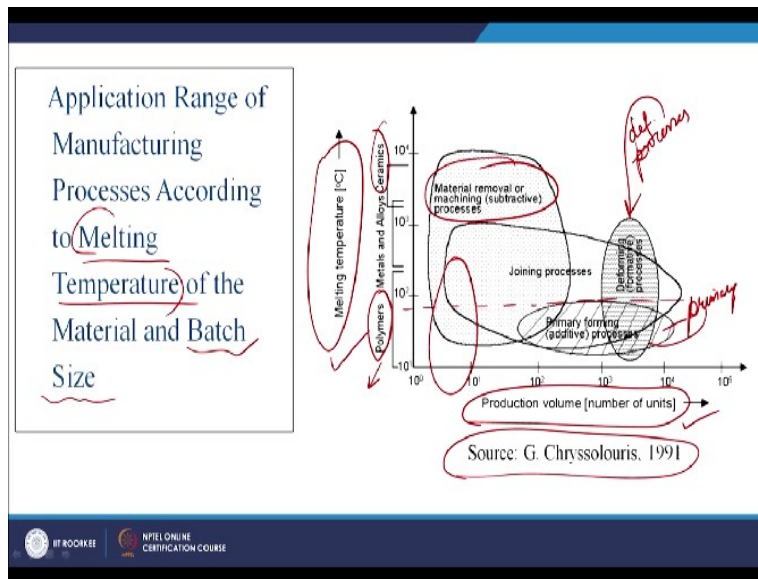 Application Range of
Manufacturing
Processes According
to Melting
Temperature of the
Material and Batch
Size
Melting temperature [°C]
Polymers
Metals and Alloys
Ceramics
10⁴
10³
10²
10¹
Material removal or
machining (subtractive)
processes
Joining processes
Deforming
(formative)
processes
Primary forming
(additive) processes
def
processes
primary
10⁰ 10¹ 10² 10³ 10⁴ 10⁵
Production volume [number of units]
Source: G. Chryssolouris, 1991
IIT ROORKEE
NPTEL ONLINE
CERTIFICATION COURSE